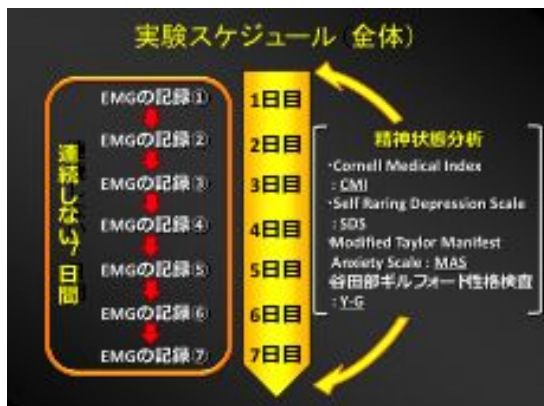 実験スケジュール（全体）
連続しない7日間
EMGの記録①
EMGの記録②
EMGの記録③
EMGの記録④
EMGの記録⑤
EMGの記録⑥
EMGの記録⑦
1日目
2日目
3日目
4日目
5日目
6日目
7日目
精神状態分析
・Cornell Medical Index
: CMI
・Self Raring Depression Scale
: SDS
・Modified Taylor Manifest
Anxiety Scale : MAS
・谷田部ギルフォード性格検査
: Y-G